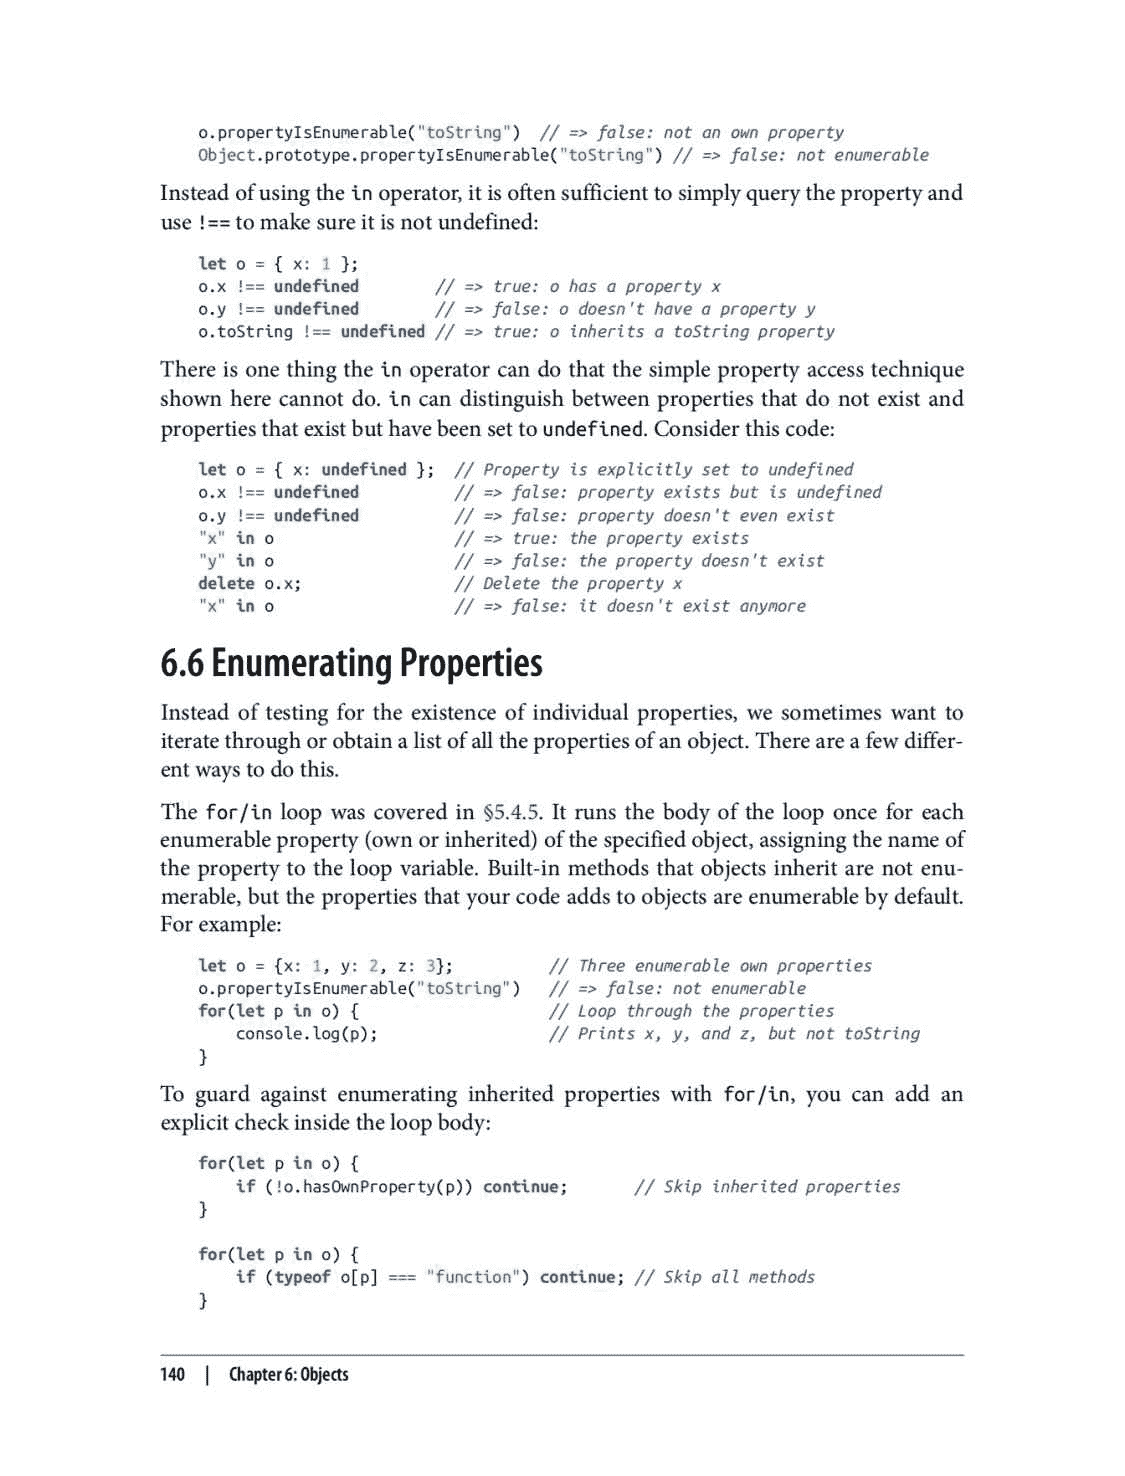 o.propertyIsEnumerable("toString")  // => false: not an own property
Object.prototype.propertyIsEnumerable("toString") // => false: not enumerable
Instead of using the in operator, it is often sufficient to simply query the property and
use !== to make sure it is not undefined:
let o = { x: 1 };
o.x !== undefined        // => true: o has a property x
o.y !== undefined        // => false: o doesn't have a property y
o.toString !== undefined // => true: o inherits a toString property
There is one thing the in operator can do that the simple property access technique
shown here cannot do. in can distinguish between properties that do not exist and
properties that exist but have been set to undefined. Consider this code:
let o = { x: undefined };  // Property is explicitly set to undefined
o.x !== undefined          // => false: property exists but is undefined
o.y !== undefined          // => false: property doesn't even exist
"x" in o                   // => true: the property exists
"y" in o                   // => false: the property doesn't exist
delete o.x;                // Delete the property x
"x" in o                   // => false: it doesn't exist anymore
6.6 Enumerating Properties
Instead of testing for the existence of individual properties, we sometimes want to
iterate through or obtain a list of all the properties of an object. There are a few differ-
ent ways to do this.
The for/in loop was covered in §5.4.5. It runs the body of the loop once for each
enumerable property (own or inherited) of the specified object, assigning the name of
the property to the loop variable. Built-in methods that objects inherit are not enu-
merable, but the properties that your code adds to objects are enumerable by default.
For example:
let o = {x: 1, y: 2, z: 3};          // Three enumerable own properties
o.propertyIsEnumerable("toString")   // => false: not enumerable
for(let p in o) {                    // Loop through the properties
    console.log(p);                  // Prints x, y, and z, but not toString
}
To guard against enumerating inherited properties with for/in, you can add an
explicit check inside the loop body:
for(let p in o) {
    if (!o.hasOwnProperty(p)) continue;       // Skip inherited properties
}
for(let p in o) {
    if (typeof o[p] === "function") continue; // Skip all methods
}
140 | Chapter 6: Objects